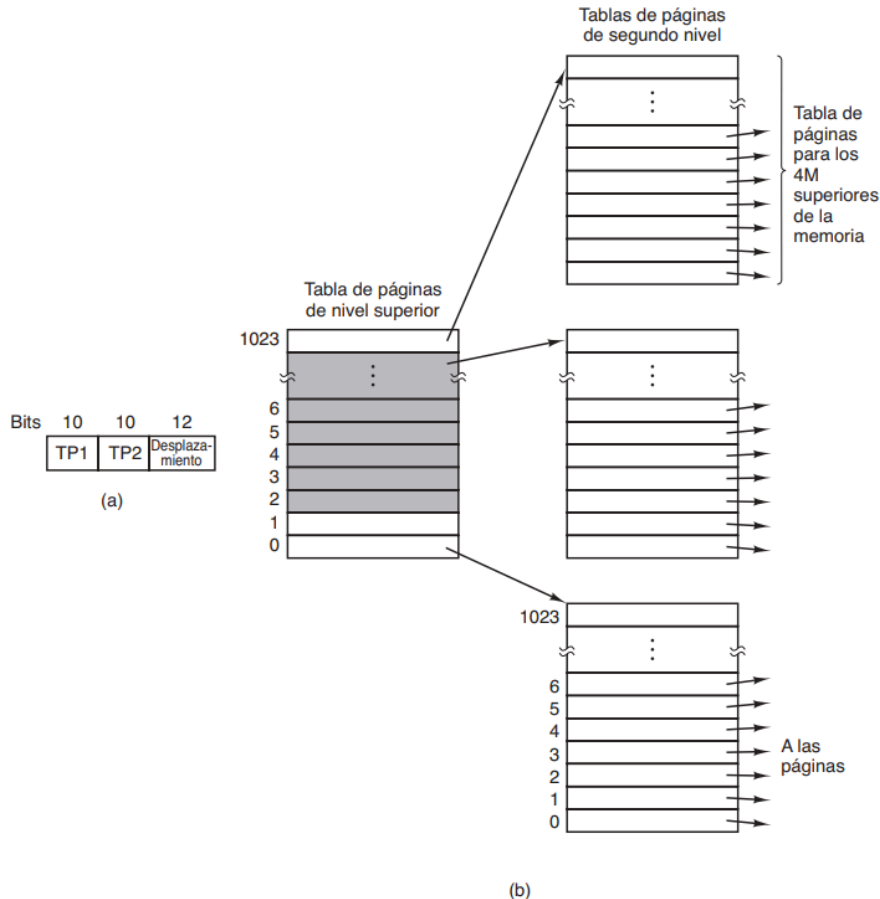 Tablas de páginas
de segundo nivel
Tabla de
páginas
para los
4M
superiores
de la
memoria
Tabla de páginas
de nivel superior
1023
6
5
4
3
2
1
0
Bits 10 10 12
TP1 TP2 Desplaza-
miento
(a)
1023
6
5
4
3
2
1
0
A las
páginas
(b)